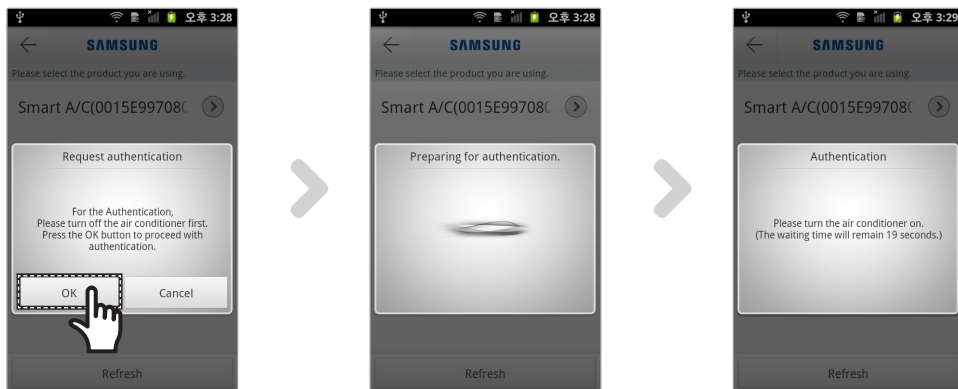 오후 3:28
SAMSUNG
Please select the product you are using.
Smart A/C(0015E99708
Request authentication
For the Authentication,
Please turn off the air conditioner first.
Press the OK button to proceed with
authentication.
OK
Cancel
Refresh
오후 3:28
SAMSUNG
Please select the product you are using.
Smart A/C(0015E99708
Preparing for authentication.
Refresh
오후 3:29
SAMSUNG
Please select the product you are using.
Smart A/C(0015E99708
Authentication
Please turn the air conditioner on.
(The waiting time will remain 19 seconds.)
Refresh